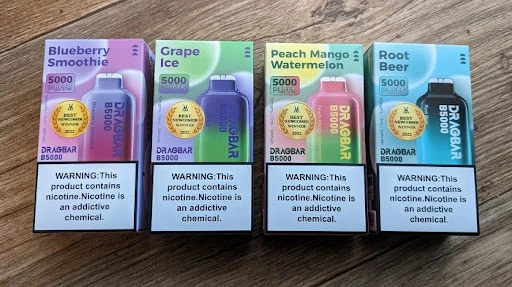 Blueberry
Smoothie
5000
PUFFS
BEST
NEWCOMER
WINNER
2022
DRAGBAR
B5000
DRAGBAR
B5000
WARNING:This
product contains
nicotine.Nicotine is
an addictive
chemical.
Grape
Ice
5000
PUFFS
BEST
NEWCOMER
WINNER
2022
DRAGBAR
B5000
DRAGBAR
B5000
WARNING:This
product contains
nicotine.Nicotine is
an addictive
chemical.
Peach Mango
Watermelon
5000
PUFFS
BEST
NEWCOMER
WINNER
2022
DRAGBAR
B5000
DRAGBAR
B5000
WARNING:This
product contains
nicotine.Nicotine is
an addictive
chemical.
Root
Beer
5000
PUFFS
BEST
NEWCOMER
WINNER
2022
DRAGBAR
B5000
DRAGBAR
B5000
WARNING:This
product contains
nicotine.Nicotine is
an addictive
chemical.